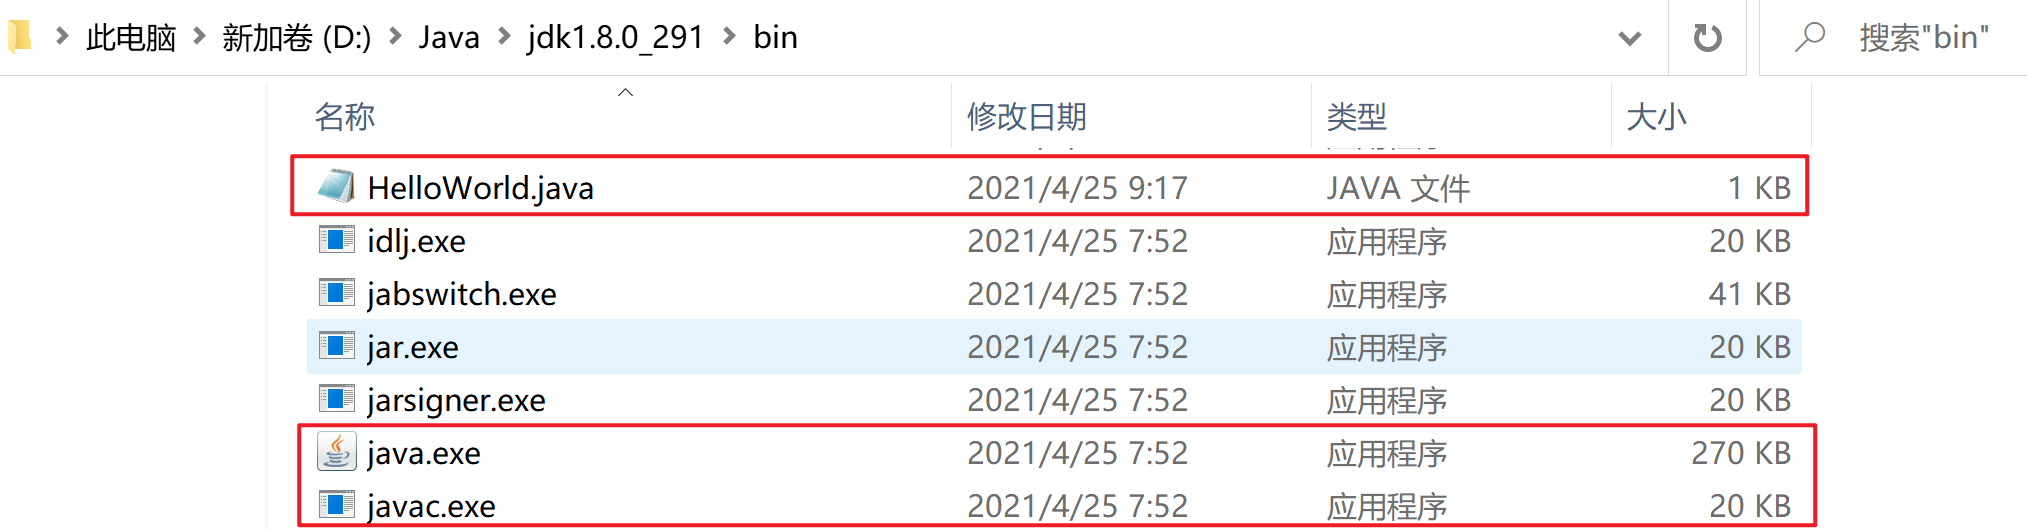 此电脑 新加卷 (D:) Java jdk1.8.0_291 bin 搜索"bin"
名称 修改日期 类型 大小
HelloWorld.java 2021/4/25 9:17 JAVA 文件 1 KB
idlj.exe 2021/4/25 7:52 应用程序 20 KB
jabswitch.exe 2021/4/25 7:52 应用程序 41 KB
jar.exe 2021/4/25 7:52 应用程序 20 KB
jarsigner.exe 2021/4/25 7:52 应用程序 20 KB
java.exe 2021/4/25 7:52 应用程序 270 KB
javac.exe 2021/4/25 7:52 应用程序 20 KB